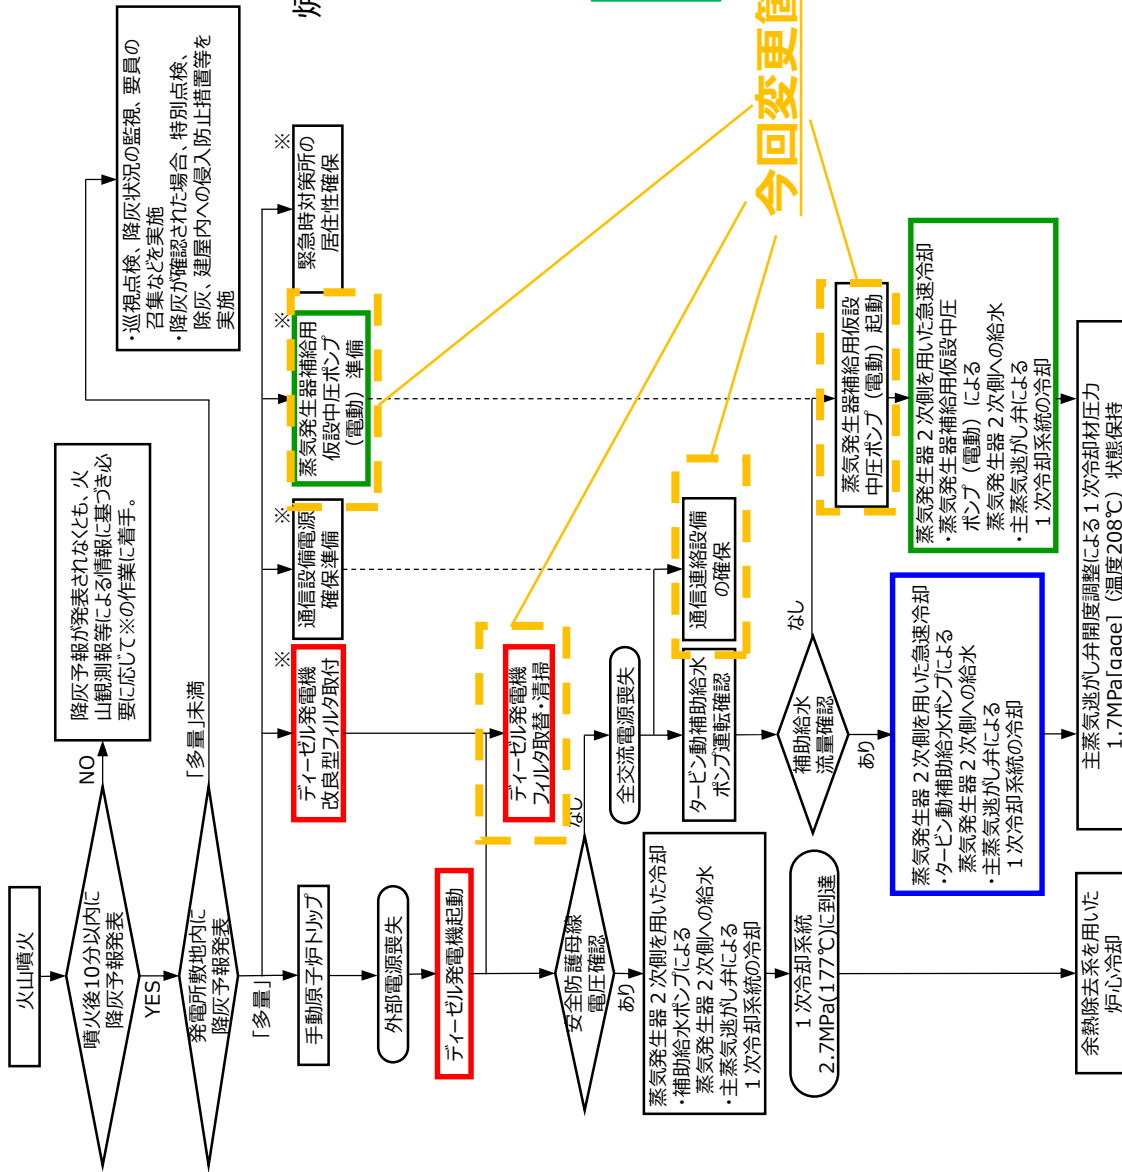 火山噴火
噴火後10分以内に
降灰予報発表
NO
YES
降灰予報が発表されなくとも、火
山観測報等による情報に基づき必
要に応じて※の作業に着手。
発電所敷地内に
降灰予報発表
「多量」未満
「多量」
・巡視点検、降灰状況の監視、要員の
召集などを実施
・降灰が確認された場合、特別点検、
除灰、建屋内への侵入防止措置等を
実施
手動原子炉トリップ
※
ディーゼル発電機
改良型フィルタ取付
※
通信設備電源
確保準備
※
蒸気発生器補給用
仮設中圧ポンプ
（電動）準備
※
緊急時対策所の
居住性確保
炉
外部電源喪失
ディーゼル発電機起動
ディーゼル発電機
フィルタ取替・清掃
安全防護母線
電圧確認
なし
あり
全交流電源喪失
蒸気発生器２次側を用いた冷却
・補助給水ポンプによる
蒸気発生器２次側への給水
・主蒸気逃がし弁による
１次冷却系統の冷却
タービン動補助給水
ポンプ運転確認
通信連絡設備
の確保
今回変更箇
１次冷却系統
2.7MPa(177℃)に到達
補助給水
流量確認
なし
あり
蒸気発生器補給用仮設
中圧ポンプ（電動）起動
蒸気発生器２次側を用いた急速冷却
・タービン動補助給水ポンプによる
蒸気発生器２次側への給水
・主蒸気逃がし弁による
１次冷却系統の冷却
蒸気発生器２次側を用いた急速冷却
・蒸気発生器補給用仮設中圧
ポンプ（電動）による
蒸気発生器２次側への給水
・主蒸気逃がし弁による
１次冷却系統の冷却
余熱除去系を用いた
炉心冷却
主蒸気逃がし弁開度調整による１次冷却材圧力
1.7MPa[gage]（温度208℃）状態保持